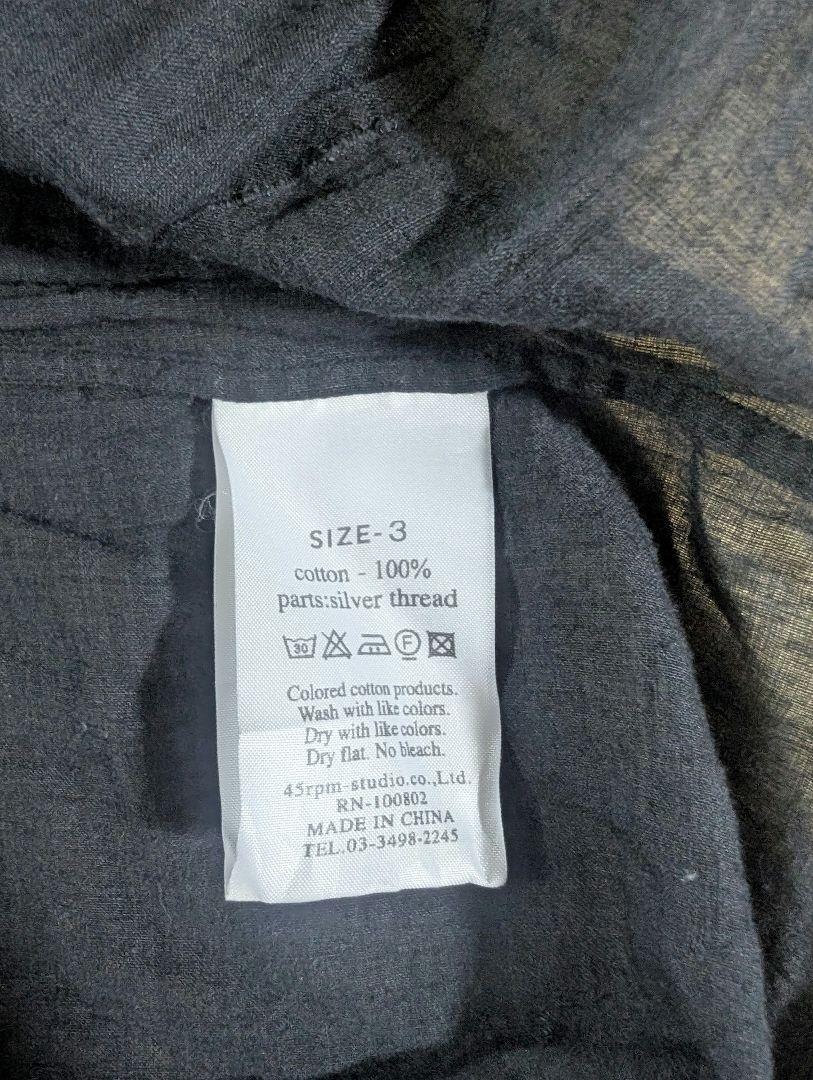 SIZE-3
cotton - 100%
parts:silver thread
30 F
Colored cotton products.
Wash with like colors.
Dry with like colors.
Dry flat. No bleach.
45rpm-studio.co.,Ltd.
RN-100802
MADE IN CHINA
TEL.03-3498-2245